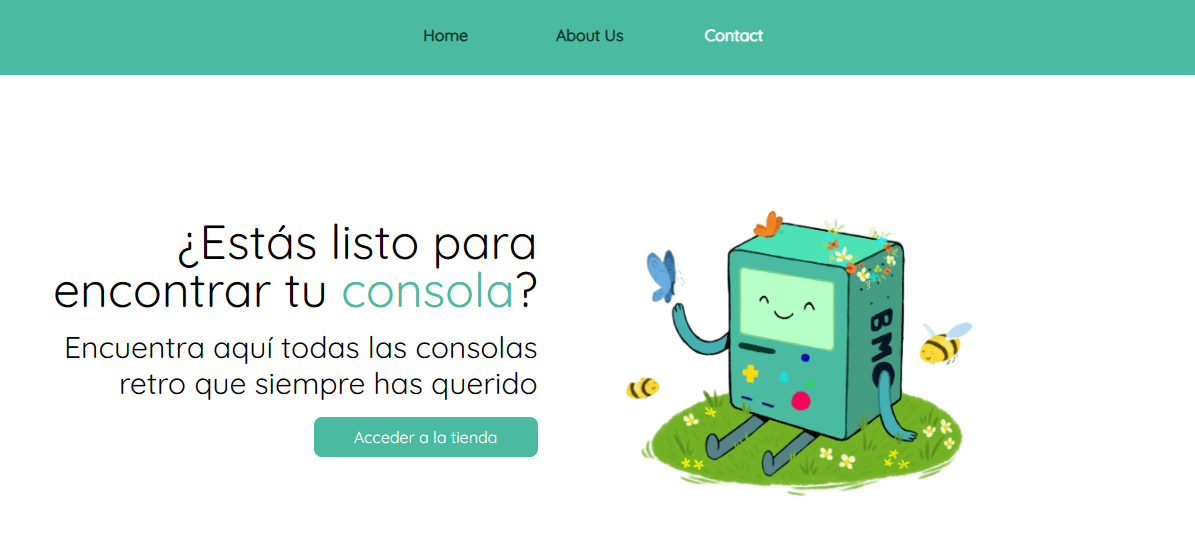 Home
About Us
Contact
¿Estás listo para
encontrar tu consola?
Encuentra aquí todas las consolas
retro que siempre has querido
Acceder a la tienda
BMO